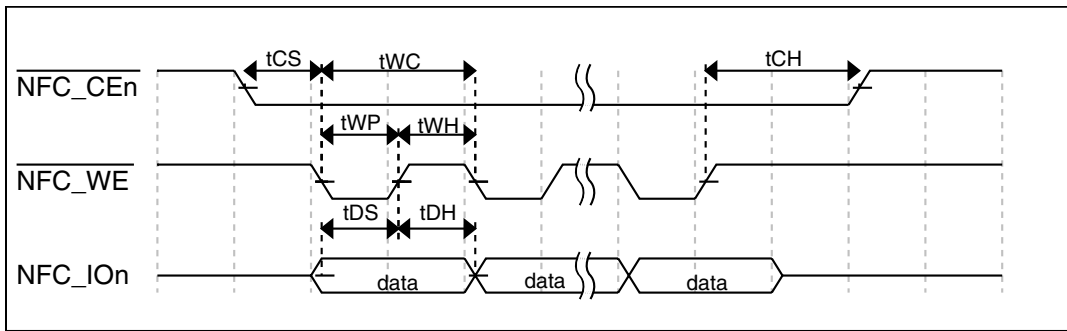 tCS tWC tCH
NFC_CEn
tWP tWH
NFC_WE
tDS tDH
NFC_IOn data data data